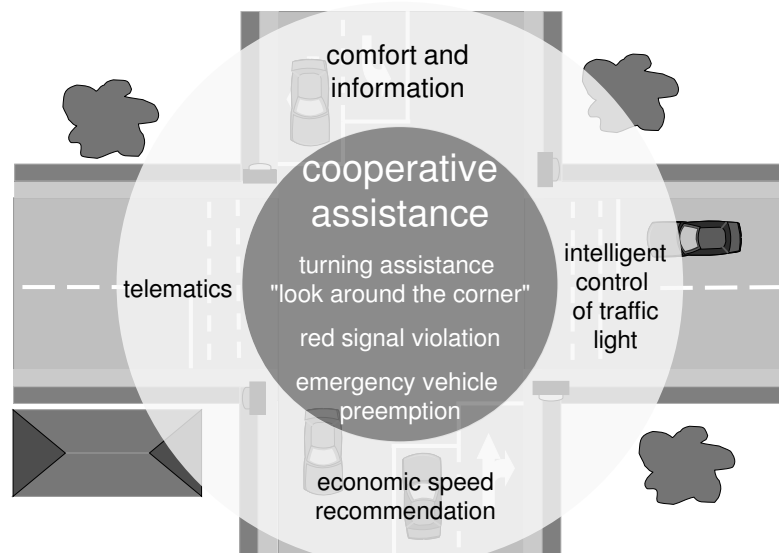 comfort and
information
cooperative
assistance
turning assistance
"look around the corner"
red signal violation
emergency vehicle
preemption
telematics
intelligent
control
of traffic
light
economic speed
recommendation